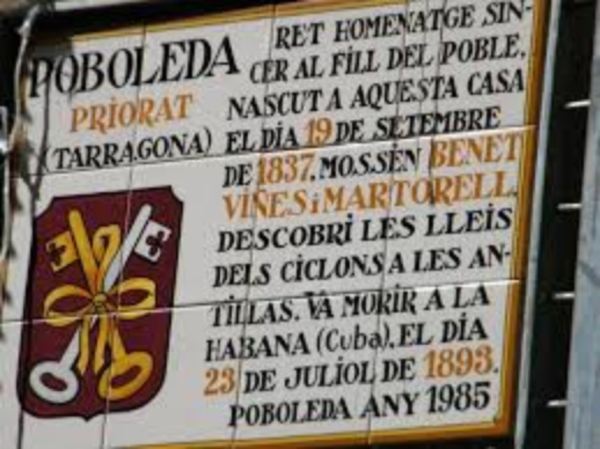 POBOLEDA
PRIORAT
(TARRAGONA)
RET HOMENATGE SIN-
CER AL FILL DEL POBLE,
NASCUT A AQUESTA CASA
EL DÍA 19 DE SETEMBRE
DE 1837. MOSSÈN BENET
VIÑES i MARTORELL.
DESCOBRÍ LES LLEIS
DELS CICLONS A LES AN-
TILLAS. VA MORIR A LA
HABANA (Cuba). EL DÍA
23 DE JULIOL DE 1893.
POBOLEDA ANY 1985